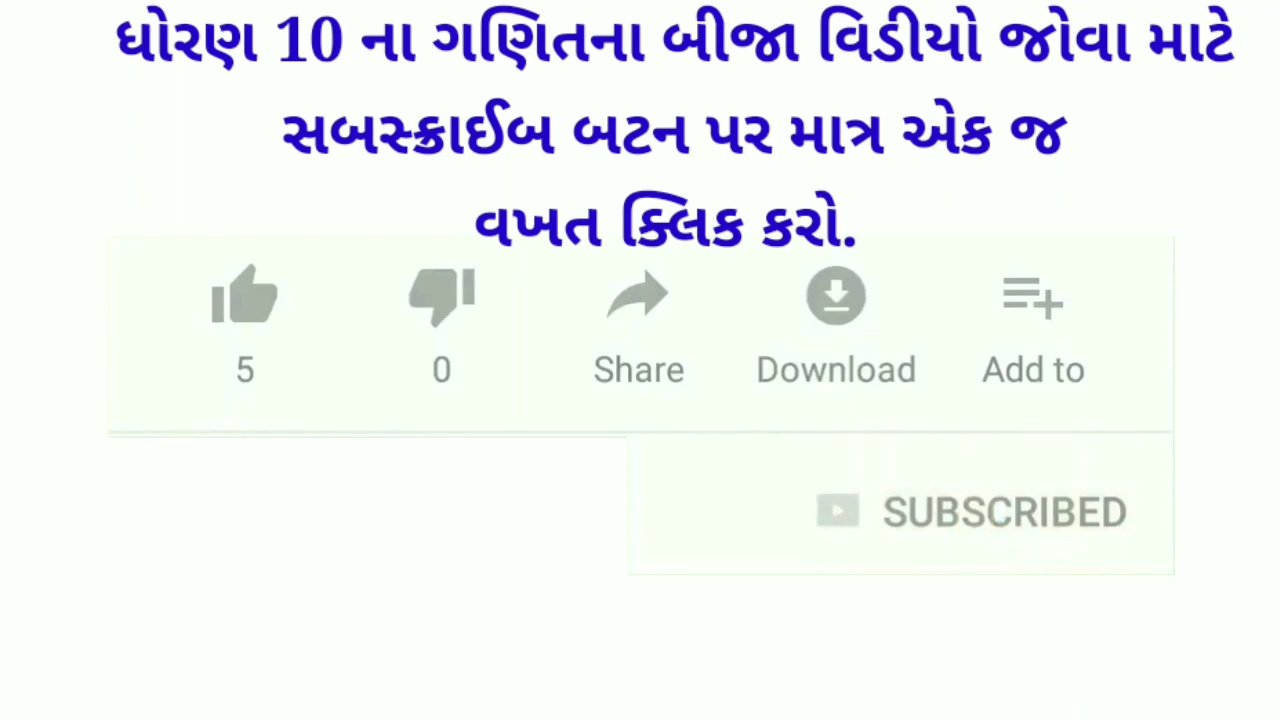 ધોરણ 10 ના ગણિતના બીજા વિડીયો જોવા માટે
સબસ્ક્રાઈબ બટન પર માત્ર એક જ
વખત ક્લિક કરો.
5 0 Share Download Add to
SUBSCRIBED